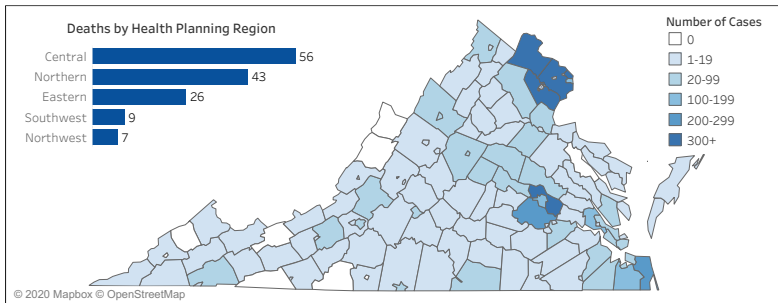 Deaths by Health Planning Region
Central 56
Northern 43
Eastern 26
Southwest 9
Northwest 7
Number of Cases
0
1-19
20-99
100-199
200-299
300+
© 2020 Mapbox © OpenStreetMap